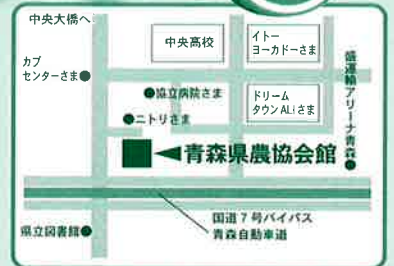 中央大橋へ
中央高校
イトー
ヨーカドーさま
カブ
センターさま
協立病院さま
ドリーム
タウンALiさま
盛運輸アリーナ青森
ニトリさま
青森県農協会館
国道7号バイパス
青森自動車道
県立図書館